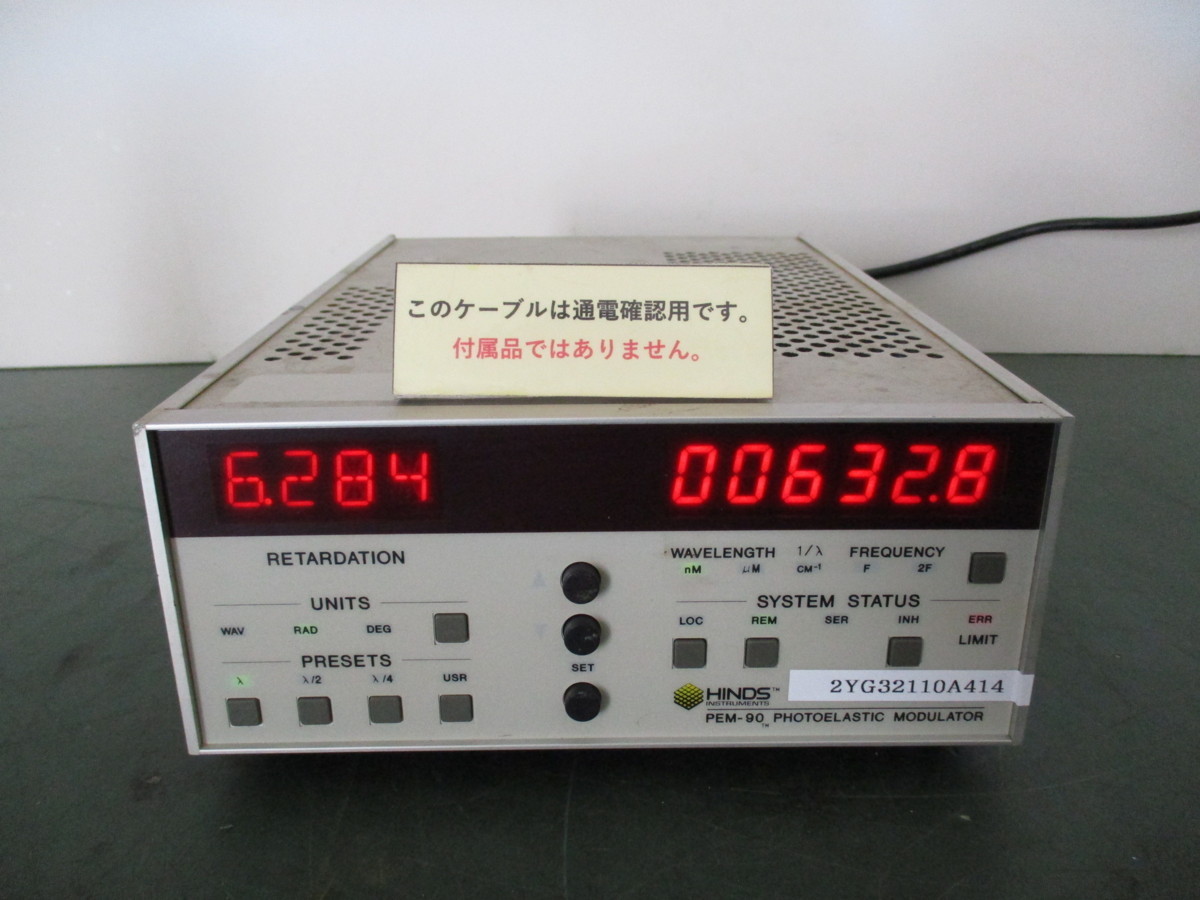 このケーブルは通電確認用です。
付属品ではありません。
6.284 00632.8
RETARDATION
WAVELENGTH 1/λ FREQUENCY
nM μM CM⁻¹ F 2F
UNITS
WAV RAD DEG
SYSTEM STATUS
LOC REM SER INH ERR
LIMIT
PRESETS
λ λ/2 λ/4 USR
SET
HINDS™
INSTRUMENTS
2YG32110A414
PEM-90™ PHOTOELASTIC MODULATOR